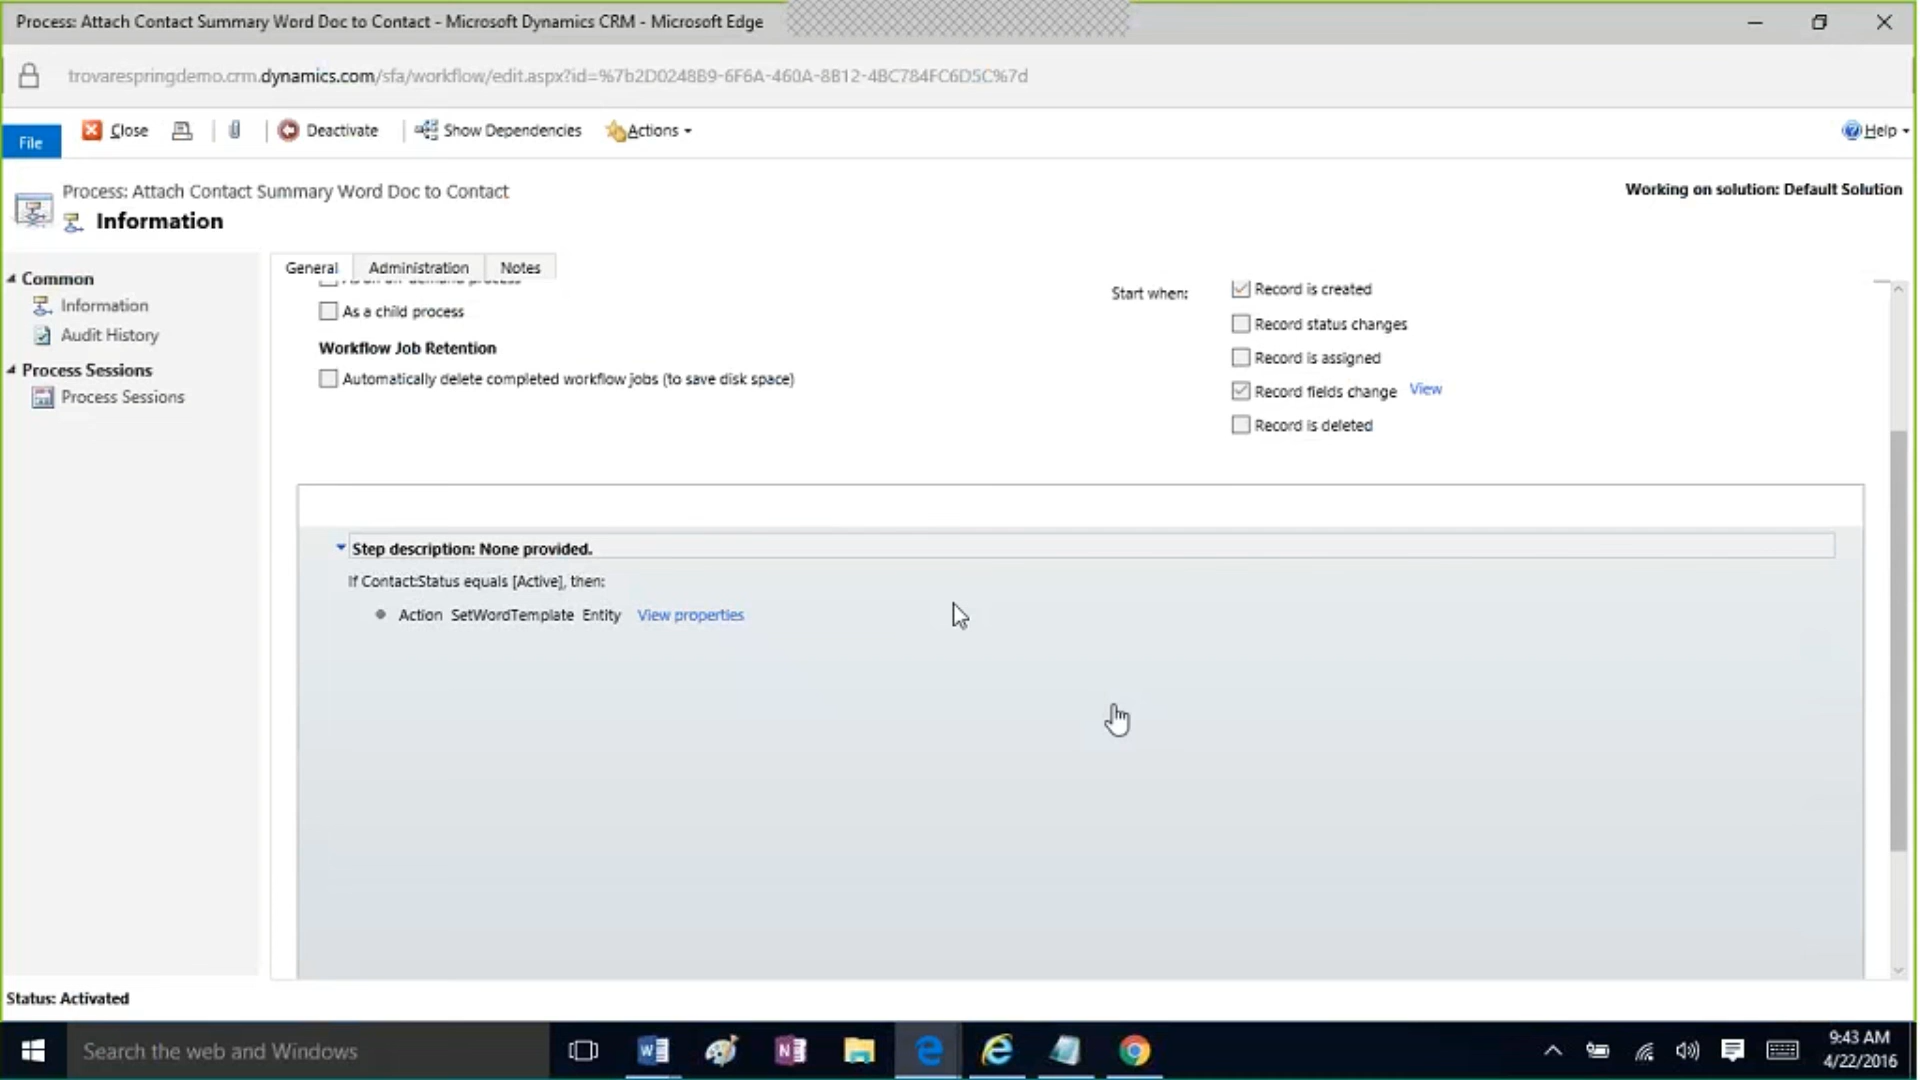 Process: Attach Contact Summary Word Doc to Contact - Microsoft Dynamics CRM - Microsoft Edge
trovarespringdemo.crm.dynamics.com/sfa/workflow/edit.aspx?id=%7b2D0248B9-6F6A-460A-8B12-4BC784FC6D5C%7d
File
Close
Deactivate
Show Dependencies
Actions
Help
Process: Attach Contact Summary Word Doc to Contact
Information
Working on solution: Default Solution
Common
Information
Audit History
Process Sessions
Process Sessions
General
Administration
Notes
As a child process
Workflow Job Retention
Automatically delete completed workflow jobs (to save disk space)
Start when:
Record is created
Record status changes
Record is assigned
Record fields change View
Record is deleted
Step description: None provided.
If Contact:Status equals [Active], then:
Action SetWordTemplate Entity View properties
Status: Activated
Search the web and Windows
9:43 AM
4/22/2016